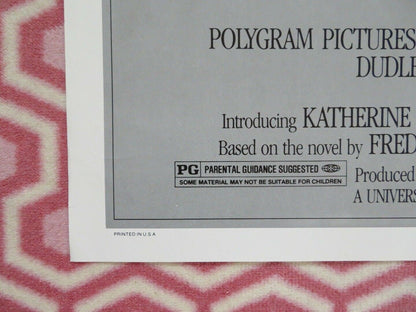 POLYGRAM PICTURES
DUDLE
Introducing KATHERINE
Based on the novel by FRED
PG PARENTAL GUIDANCE SUGGESTED
SOME MATERIAL MAY NOT BE SUITABLE FOR CHILDREN
Produced
A UNIVERS
PRINTED IN U.S.A